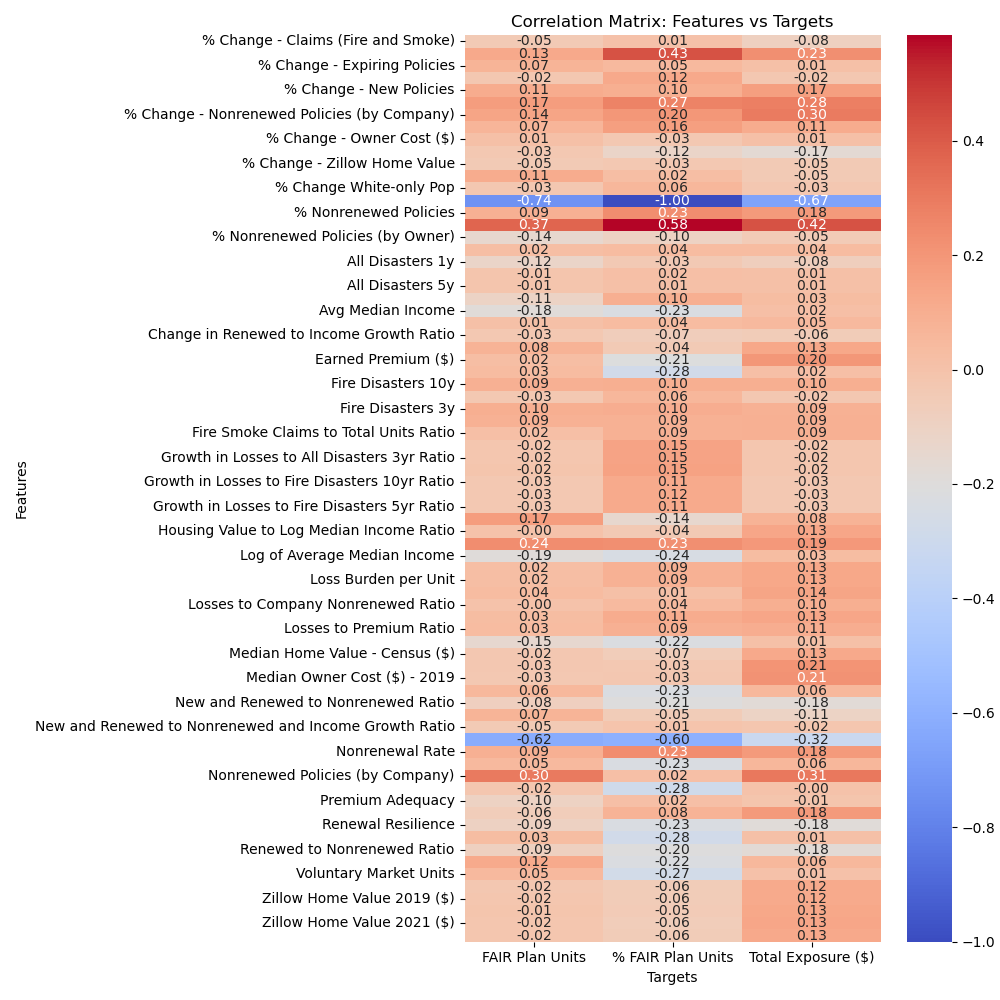 Correlation Matrix: Features vs Targets
% Change - Claims (Fire and Smoke) -0.05 0.01 -0.08
0.13 0.43 0.23
% Change - Expiring Policies 0.07 0.05 0.01
-0.02 0.12 -0.02
% Change - New Policies 0.11 0.10 0.17
0.17 0.27 0.28
% Change - Nonrenewed Policies (by Company) 0.14 0.20 0.30
0.07 0.16 0.11
% Change - Owner Cost ($) 0.01 -0.03 0.01
-0.03 -0.12 -0.17
% Change - Zillow Home Value -0.05 -0.03 -0.05
0.11 0.02 -0.05
% Change White-only Pop -0.03 0.06 -0.03
-0.74 -1.00 -0.67
% Nonrenewed Policies 0.09 0.23 0.18
0.37 0.58 0.42
% Nonrenewed Policies (by Owner) -0.14 -0.10 -0.05
0.02 0.04 0.04
All Disasters 1y -0.12 -0.03 -0.08
-0.01 0.02 0.01
All Disasters 5y -0.01 0.01 0.01
-0.11 0.10 0.03
Avg Median Income -0.18 -0.23 0.02
0.01 0.04 0.05
Change in Renewed to Income Growth Ratio -0.03 -0.07 -0.06
0.08 -0.04 0.13
Earned Premium ($) 0.02 -0.21 0.20
0.03 -0.28 0.02
Fire Disasters 10y 0.09 0.10 0.10
-0.03 0.06 -0.02
Fire Disasters 3y 0.10 0.10 0.09
0.09 0.09 0.09
Fire Smoke Claims to Total Units Ratio 0.02 0.09 0.09
-0.02 0.15 -0.02
Growth in Losses to All Disasters 3yr Ratio -0.02 0.15 -0.02
-0.02 0.15 -0.02
Growth in Losses to Fire Disasters 10yr Ratio -0.03 0.11 -0.03
-0.03 0.12 -0.03
Growth in Losses to Fire Disasters 5yr Ratio -0.03 0.11 -0.03
0.17 -0.14 0.08
Housing Value to Log Median Income Ratio -0.00 -0.04 0.13
0.24 0.23 0.19
Log of Average Median Income -0.19 -0.24 0.03
0.02 0.09 0.13
Loss Burden per Unit 0.02 0.09 0.13
0.04 0.01 0.14
Losses to Company Nonrenewed Ratio -0.00 0.04 0.10
0.03 0.11 0.13
Losses to Premium Ratio 0.03 0.09 0.11
-0.15 -0.22 0.01
Median Home Value - Census ($) -0.02 -0.07 0.13
-0.03 -0.03 0.21
Median Owner Cost ($) - 2019 -0.03 -0.03 0.21
0.06 -0.23 0.06
New and Renewed to Nonrenewed Ratio -0.08 -0.21 -0.18
0.07 -0.05 -0.11
New and Renewed to Nonrenewed and Income Growth Ratio -0.05 -0.01 -0.02
-0.62 -0.60 -0.32
Nonrenewal Rate 0.09 0.23 0.18
0.05 -0.23 0.06
Nonrenewed Policies (by Company) 0.30 0.02 0.31
-0.02 -0.28 -0.00
Premium Adequacy -0.10 0.02 -0.01
-0.06 0.08 0.18
Renewal Resilience -0.09 -0.23 -0.18
0.03 -0.28 0.01
Renewed to Nonrenewed Ratio -0.09 -0.20 -0.18
0.12 -0.22 0.06
Voluntary Market Units 0.05 -0.27 0.01
-0.02 -0.06 0.12
Zillow Home Value 2019 ($) -0.02 -0.06 0.12
-0.01 -0.05 0.13
Zillow Home Value 2021 ($) -0.02 -0.06 0.13
-0.02 -0.06 0.13
FAIR Plan Units % FAIR Plan Units Total Exposure ($)
Targets
Features
0.4
0.2
0.0
−0.2
−0.4
−0.6
−0.8
−1.0